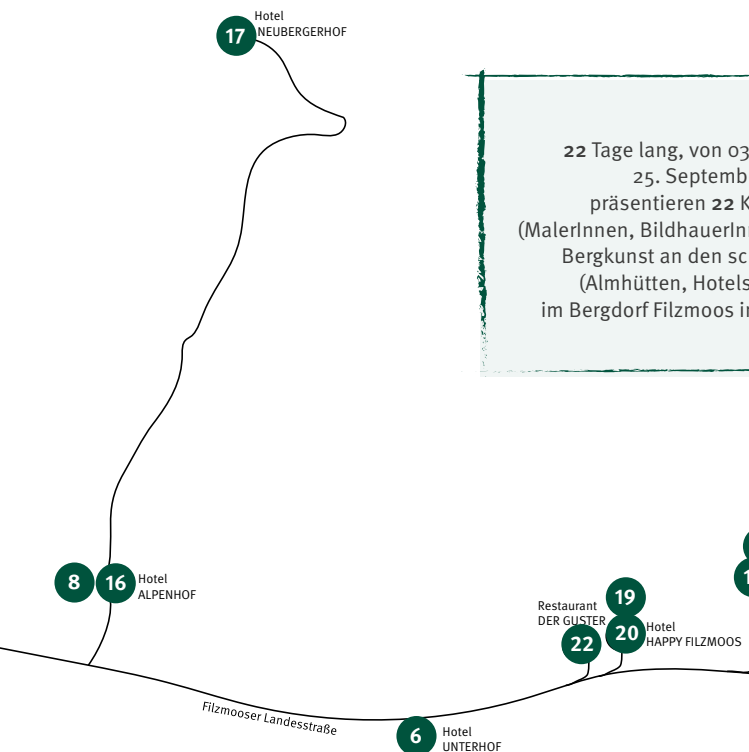 Hotel
17 NEUBERGERHOF
22 Tage lang, von 03
25. Septemb
präsentieren 22 K
(MalerInnen, BildhauerInn
Bergkunst an den sc
(Almhütten, Hotels
im Bergdorf Filzmoos in
8 16 Hotel
ALPENHOF
19
Restaurant
DER GUSTER
22
20 Hotel
HAPPY FILZMOOS
Filzmooser Landesstraße
6 Hotel
UNTERHOF